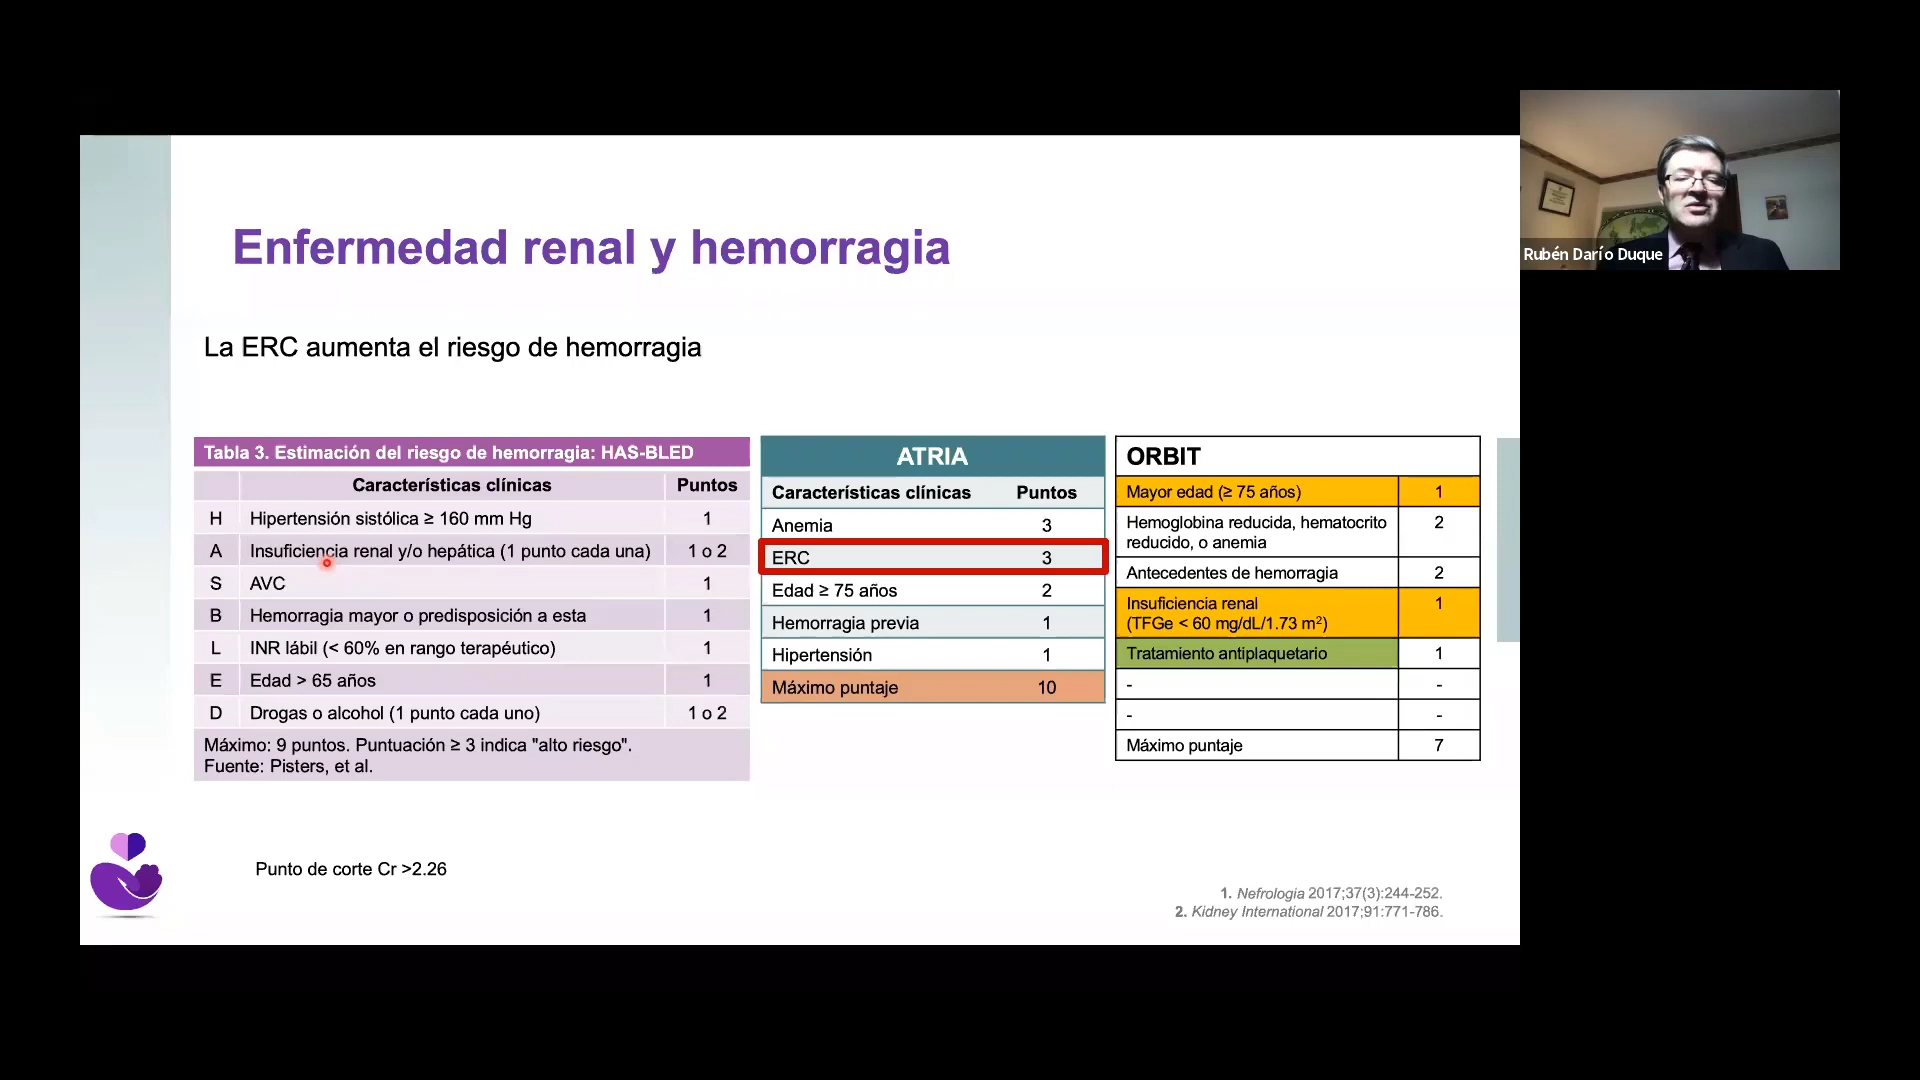 Enfermedad renal y hemorragia
Rubén Darío Duque
La ERC aumenta el riesgo de hemorragia
Tabla 3. Estimación del riesgo de hemorragia: HAS-BLED
Características clínicas Puntos
H Hipertensión sistólica ≥ 160 mm Hg 1
A Insuficiencia renal y/o hepática (1 punto cada una) 1 o 2
S AVC 1
B Hemorragia mayor o predisposición a esta 1
L INR lábil (< 60% en rango terapéutico) 1
E Edad > 65 años 1
D Drogas o alcohol (1 punto cada uno) 1 o 2
Máximo: 9 puntos. Puntuación ≥ 3 indica "alto riesgo".
Fuente: Pisters, et al.
ATRIA
Características clínicas Puntos
Anemia 3
ERC 3
Edad ≥ 75 años 2
Hemorragia previa 1
Hipertensión 1
Máximo puntaje 10
ORBIT
Mayor edad (≥ 75 años) 1
Hemoglobina reducida, hematocrito 2
reducido, o anemia
Antecedentes de hemorragia 2
Insuficiencia renal 1
(TFGe < 60 mg/dL/1.73 m²)
Tratamiento antiplaquetario 1
- -
- -
Máximo puntaje 7
Punto de corte Cr >2.26
1. Nefrologia 2017;37(3):244-252.
2. Kidney International 2017;91:771-786.